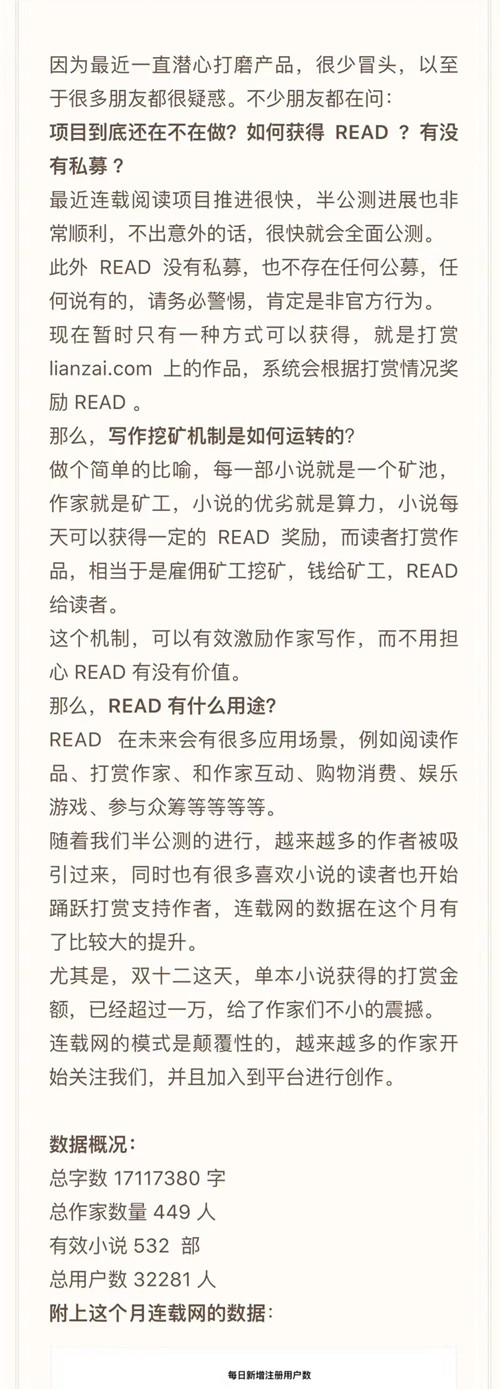 因为最近一直潜心打磨产品，很少冒头，以至
于很多朋友都很疑惑。不少朋友都在问：
项目到底还在不在做？如何获得 READ ？有没
有私募？
最近连载阅读项目推进很快，半公测进展也非
常顺利，不出意外的话，很快就会全面公测。
此外 READ 没有私募，也不存在任何公募，任
何说有的，请务必警惕，肯定是非官方行为。
现在暂时只有一种方式可以获得，就是打赏
lianzai.com 上的作品，系统会根据打赏情况奖
励 READ 。
那么，写作挖矿机制是如何运转的?
做个简单的比喻，每一部小说就是一个矿池，
作家就是矿工，小说的优劣就是算力，小说每
天可以获得一定的 READ 奖励，而读者打赏作
品，相当于是雇佣矿工挖矿，钱给矿工，READ
给读者。
这个机制，可以有效激励作家写作，而不用担
心 READ 有没有价值。
那么，READ 有什么用途?
READ 在未来会有很多应用场景，例如阅读作
品、打赏作家、和作家互动、购物消费、娱乐
游戏、参与众筹等等等等。
随着我们半公测的进行，越来越多的作者被吸
引过来，同时也有很多喜欢小说的读者也开始
踊跃打赏支持作者，连载网的数据在这个月有
了比较大的提升。
尤其是，双十二这天，单本小说获得的打赏金
额，已经超过一万，给了作家们不小的震撼。
连载网的模式是颠覆性的，越来越多的作家开
始关注我们，并且加入到平台进行创作。
数据概况：
总字数 17117380 字
总作家数量 449 人
有效小说 532 部
总用户数 32281 人
附上这个月连载网的数据：
每日新增注册用户数